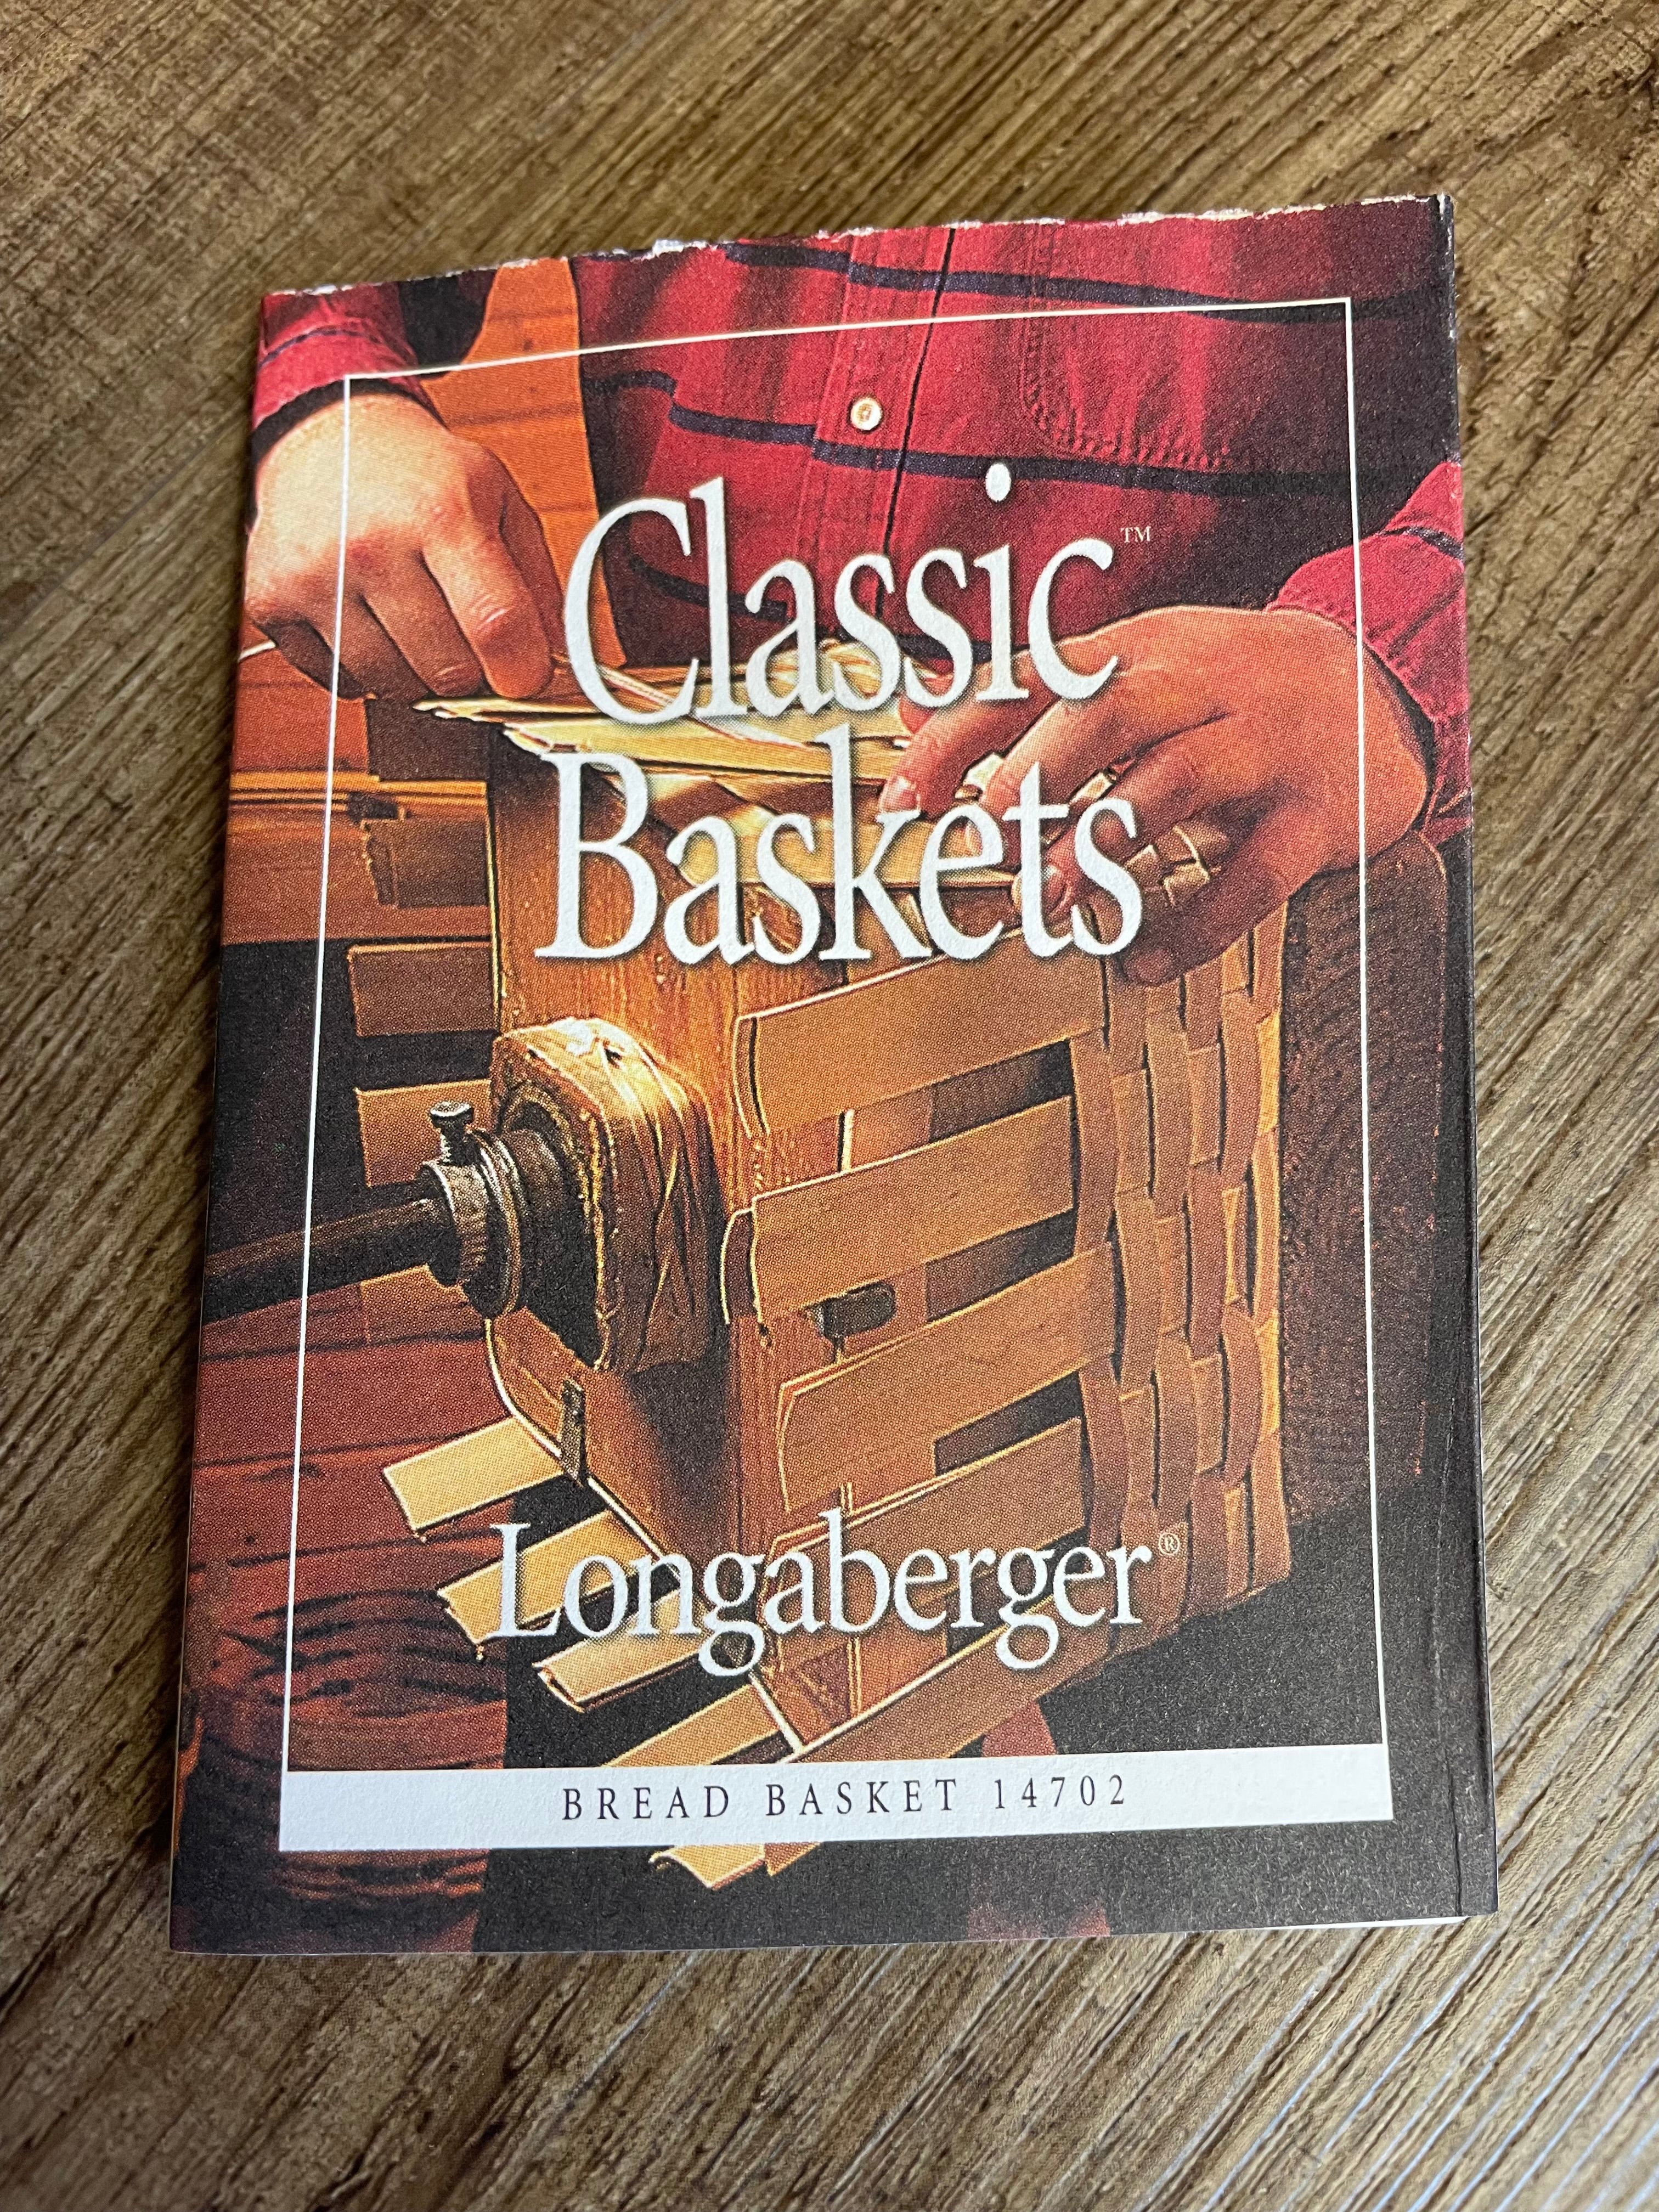 Classic™
Baskets
Longaberger®
BREAD BASKET 14702